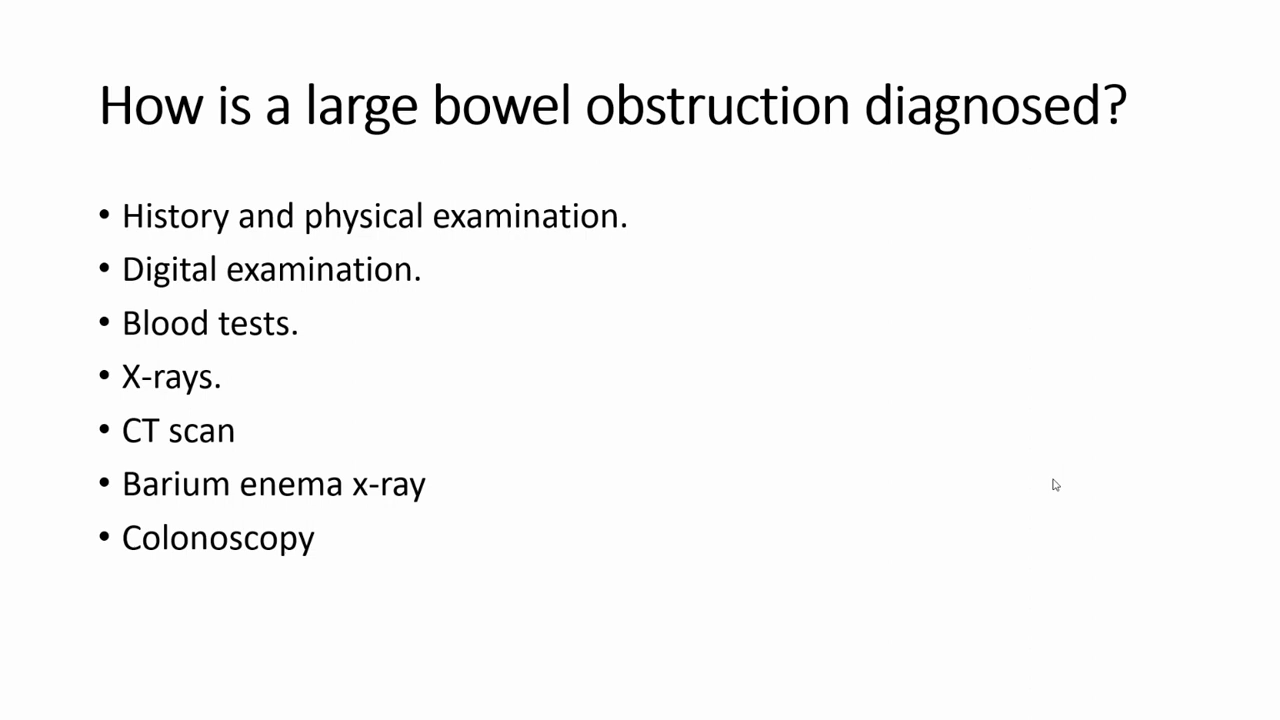 How is a large bowel obstruction diagnosed?
• History and physical examination.
• Digital examination.
• Blood tests.
• X-rays.
• CT scan
• Barium enema x-ray
• Colonoscopy